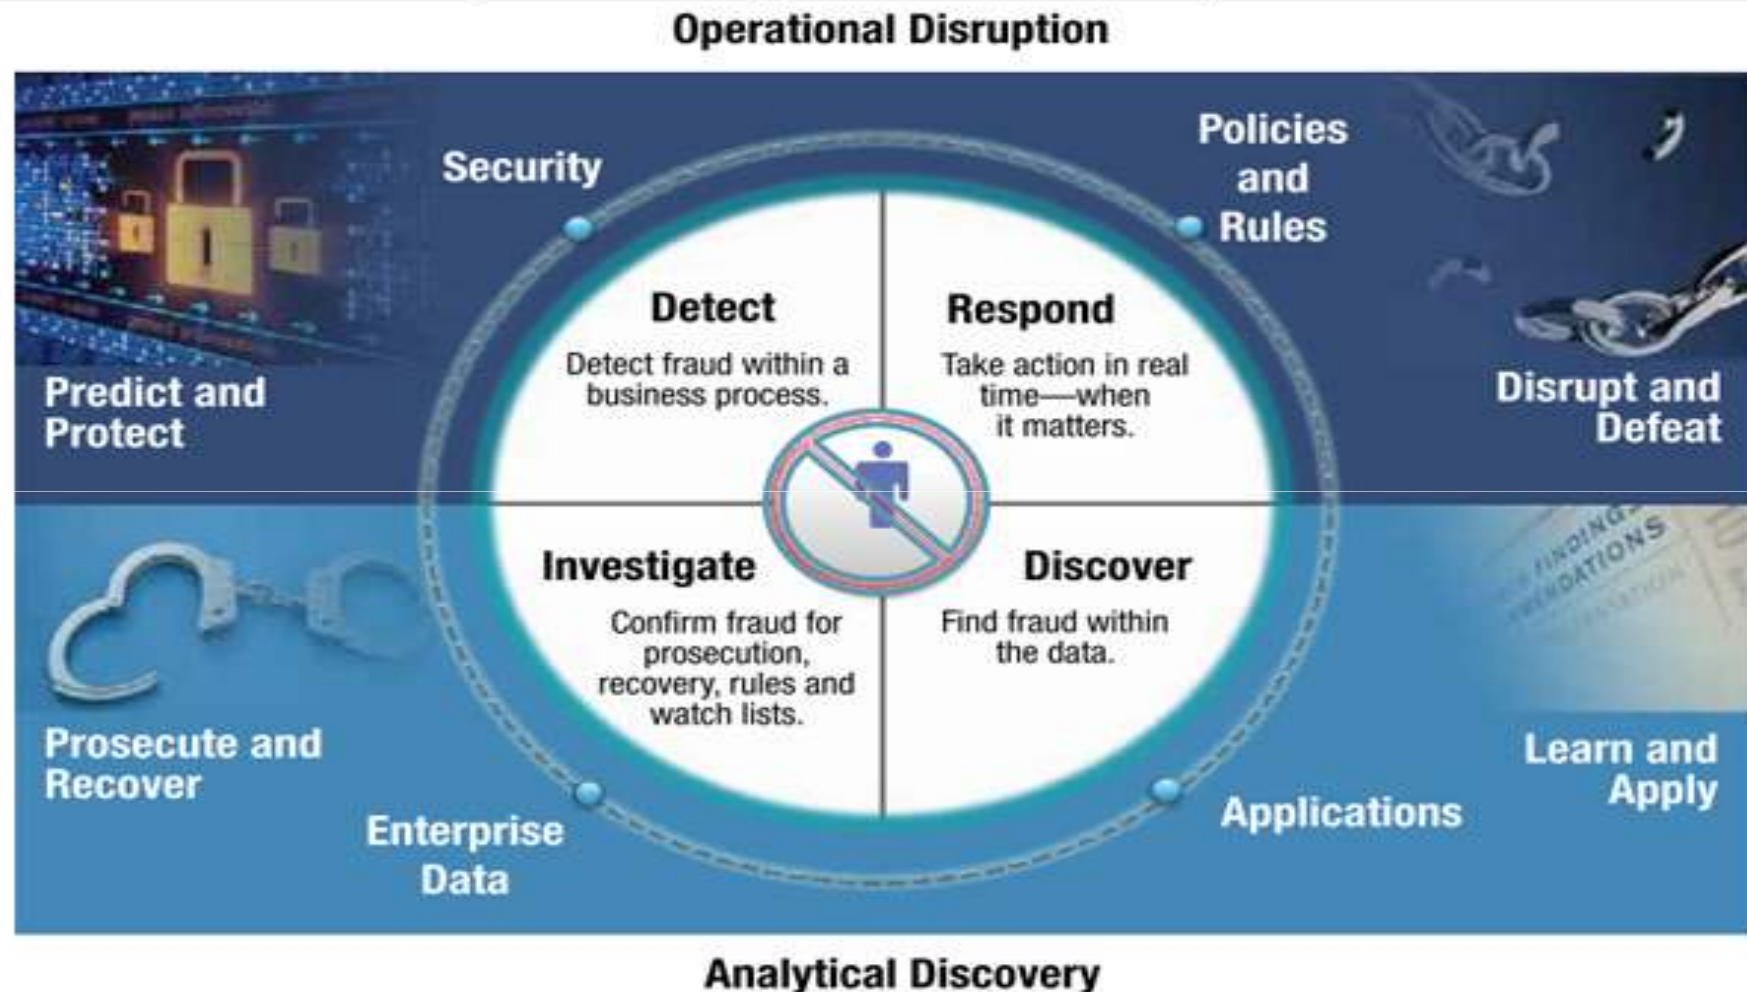 Operational Disruption
Security
Policies
and
Rules
Detect
Detect fraud within a
business process.
Respond
Take action in real
time—when
it matters.
Predict and
Protect
Disrupt and
Defeat
Investigate
Confirm fraud for
prosecution,
recovery, rules and
watch lists.
Discover
Find fraud within
the data.
FINDINGS
Prosecute and
Recover
Learn and
Apply
Enterprise
Data
Applications
Analytical Discovery